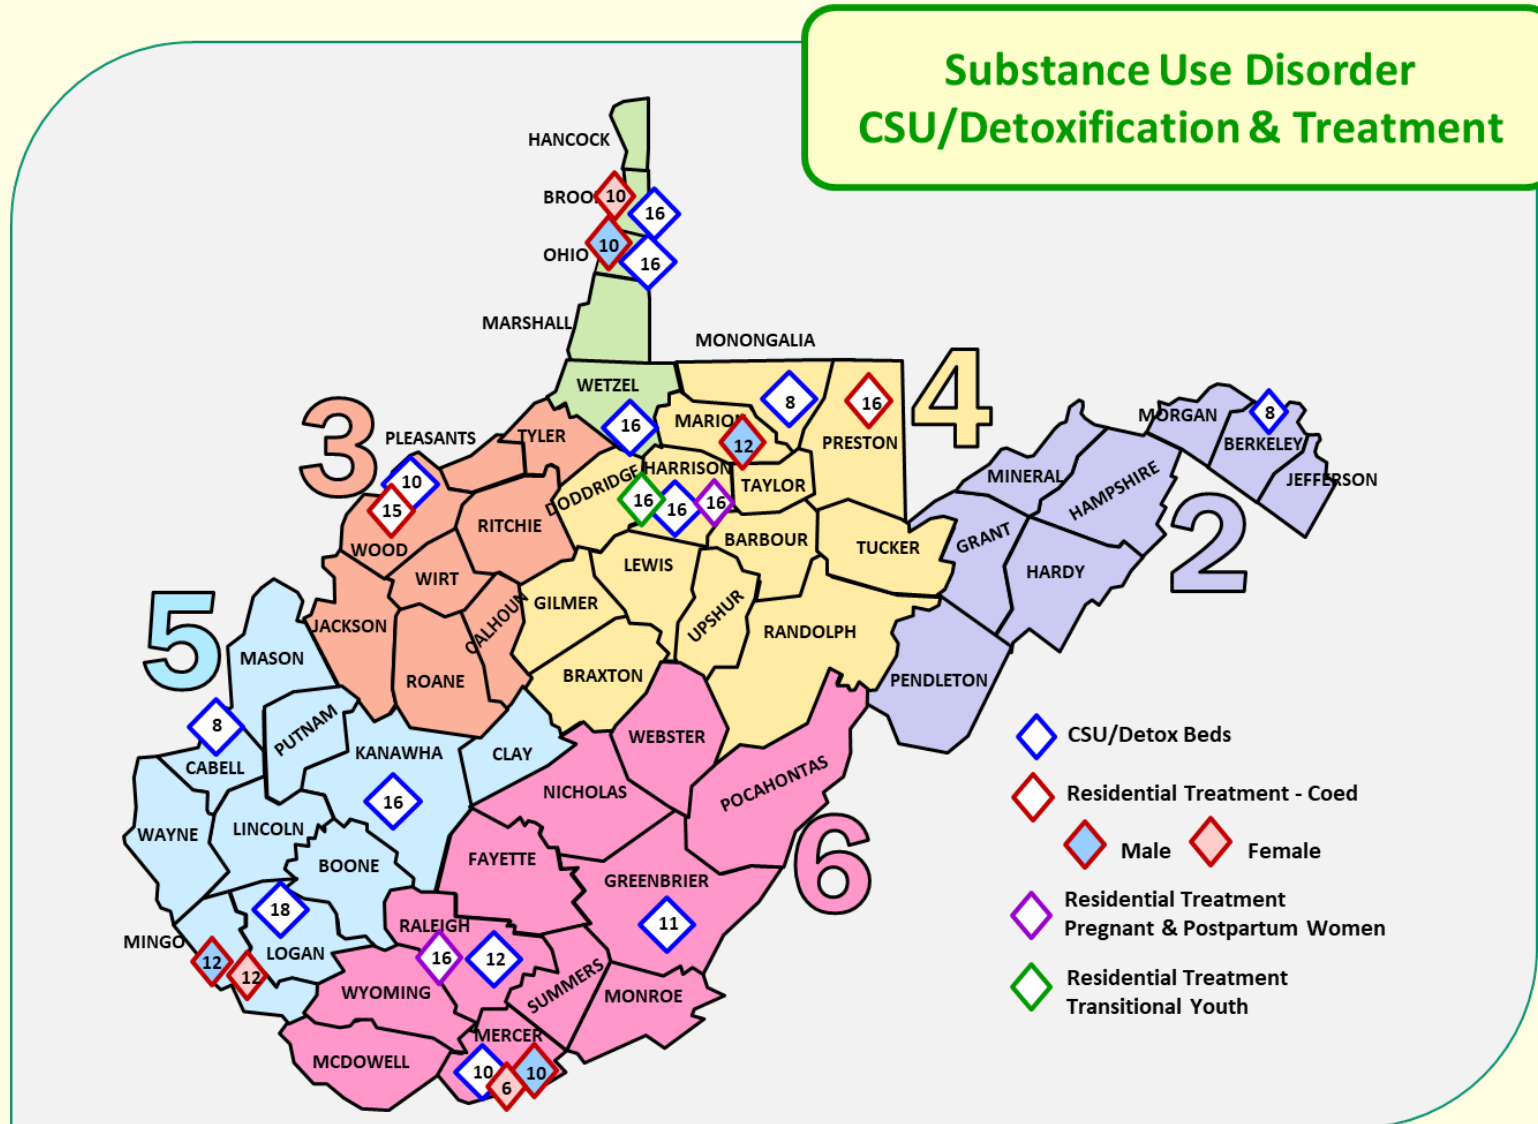 Substance Use Disorder
CSU/Detoxification & Treatment
HANCOCK
BROO
10
16
OHIO
10
16
MARSHALL
MONONGALIA
WETZEL
16
MARION
12
8
16
PRESTON
4
3
PLEASANTS
TYLER
10
15
WOOD
RITCHIE
DODDRIDGE
HARRISON
16
16
16
TAYLOR
MORGAN
8
BERKELEY
JEFFERSON
MINERAL
HAMPSHIRE
2
GRANT
HARDY
BARBOUR
TUCKER
WIRT
LEWIS
GILMER
UPSHUR
RANDOLPH
CALHOUN
JACKSON
5
MASON
ROANE
BRAXTON
PENDLETON
8
PUTNAM
KANAWHA
CLAY
WEBSTER
CABELL
16
NICHOLAS
POCAHONTAS
WAYNE
LINCOLN
BOONE
FAYETTE
GREENBRIER
6
18
11
RALEIGH
MINGO
12
12
LOGAN
16
12
WYOMING
SUMMERS
MONROE
MERCER
MCDOWELL
10
6
10
CSU/Detox Beds
Residential Treatment - Coed
Male
Female
Residential Treatment
Pregnant & Postpartum Women
Residential Treatment
Transitional Youth